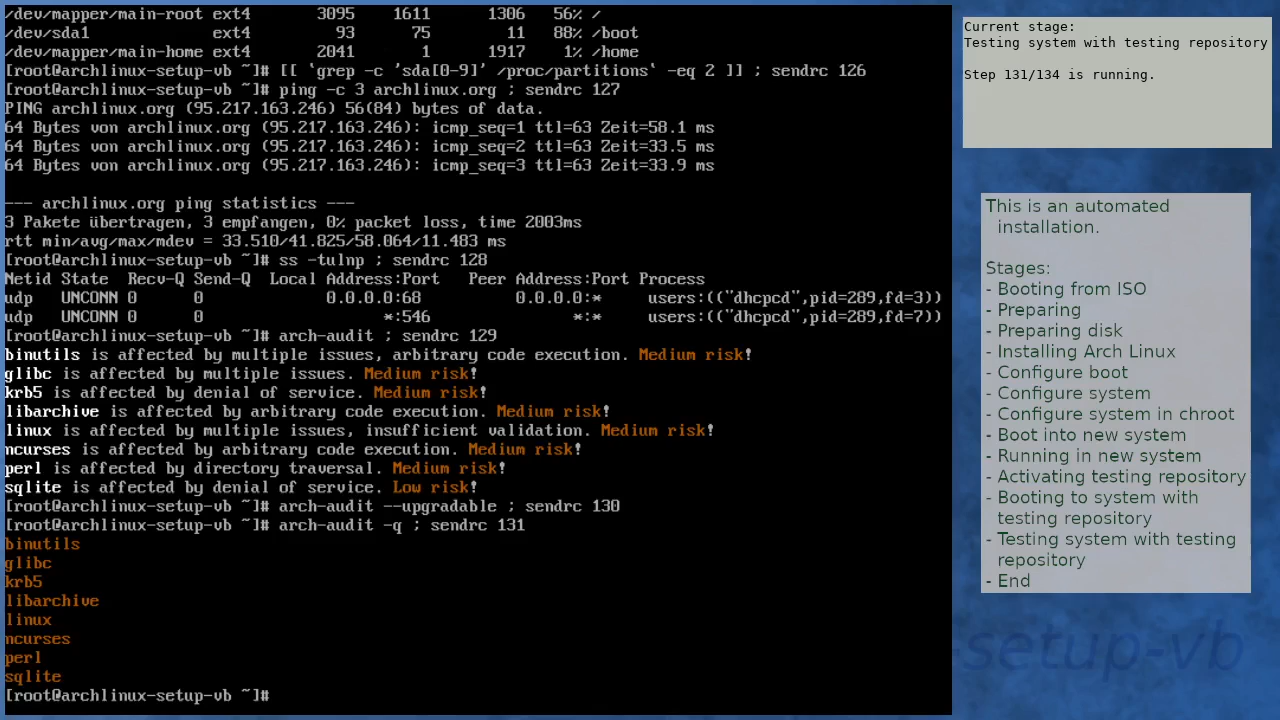 /dev/mapper/main-root ext4       3095    1611      1306   56% /
/dev/sda1             ext4         93      75        11   88% /boot
/dev/mapper/main-home ext4       2041       1      1917    1% /home
[root@archlinux-setup-vb ~]# [[ `grep -c 'sda[0-9]' /proc/partitions` -eq 2 ]] ; sendrc 126
[root@archlinux-setup-vb ~]# ping -c 3 archlinux.org ; sendrc 127
PING archlinux.org (95.217.163.246) 56(84) bytes of data.
64 Bytes von archlinux.org (95.217.163.246): icmp_seq=1 ttl=63 Zeit=58.1 ms
64 Bytes von archlinux.org (95.217.163.246): icmp_seq=2 ttl=63 Zeit=33.5 ms
64 Bytes von archlinux.org (95.217.163.246): icmp_seq=3 ttl=63 Zeit=33.9 ms
--- archlinux.org ping statistics ---
3 Pakete übertragen, 3 empfangen, 0% packet loss, time 2003ms
rtt min/avg/max/mdev = 33.510/41.825/58.064/11.483 ms
[root@archlinux-setup-vb ~]# ss -tulnp ; sendrc 128
Netid State  Recv-Q Send-Q  Local Address:Port   Peer Address:Port Process
udp   UNCONN 0      0             0.0.0.0:68          0.0.0.0:*     users:(("dhcpcd",pid=289,fd=3))
udp   UNCONN 0      0                   *:546               *:*     users:(("dhcpcd",pid=289,fd=7))
[root@archlinux-setup-vb ~]# arch-audit ; sendrc 129
binutils is affected by multiple issues, arbitrary code execution. Medium risk!
glibc is affected by multiple issues. Medium risk!
krb5 is affected by denial of service. Medium risk!
libarchive is affected by arbitrary code execution. Medium risk!
linux is affected by multiple issues, insufficient validation. Medium risk!
ncurses is affected by arbitrary code execution. Medium risk!
perl is affected by directory traversal. Medium risk!
sqlite is affected by denial of service. Low risk!
[root@archlinux-setup-vb ~]# arch-audit --upgradable ; sendrc 130
[root@archlinux-setup-vb ~]# arch-audit -q ; sendrc 131
binutils
glibc
krb5
libarchive
linux
ncurses
perl
sqlite
[root@archlinux-setup-vb ~]#
Current stage:
Testing system with testing repository
Step 131/134 is running.
This is an automated
installation.
Stages:
- Booting from ISO
- Preparing
- Preparing disk
- Installing Arch Linux
- Configure boot
- Configure system
- Configure system in chroot
- Boot into new system
- Running in new system
- Activating testing repository
- Booting to system with
testing repository
- Testing system with testing
repository
- End
-setup-vb